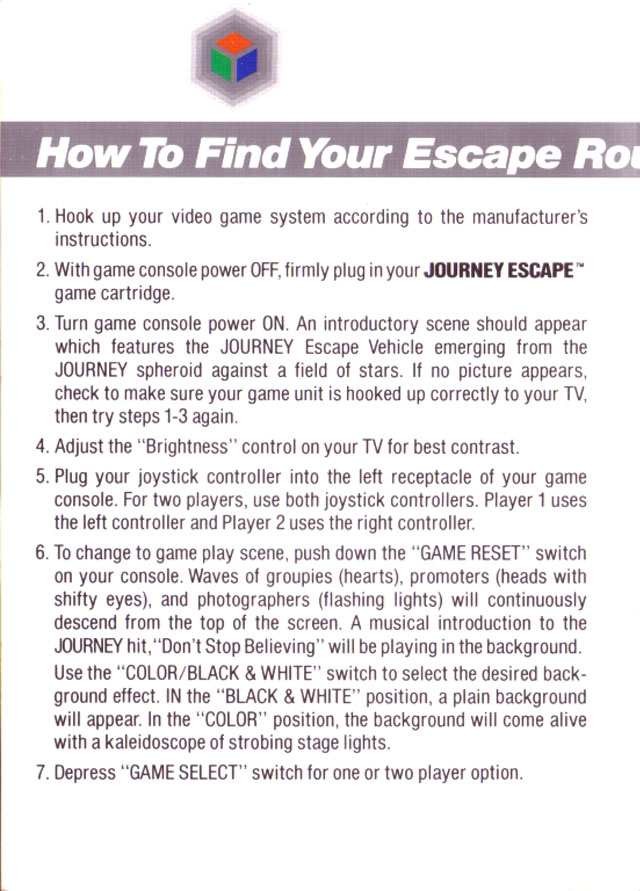 How To Find Your Escape
1. Hook up your video game system according to the manufacturer's
instructions.
2. With game console power OFF, firmly plug in your JOURNEY ESCAPE™
game cartridge.
3. Turn game console power ON. An introductory scene should appear
which features the JOURNEY Escape Vehicle emerging from the
JOURNEY spheroid against a field of stars. If no picture appears,
check to make sure your game unit is hooked up correctly to your TV,
then try steps 1-3 again.
4. Adjust the "Brightness" control on your TV for best contrast.
5. Plug your joystick controller into the left receptacle of your game
console. For two players, use both joystick controllers. Player 1 uses
the left controller and Player 2 uses the right controller.
6. To change to game play scene, push down the "GAME RESET" switch
on your console. Waves of groupies (hearts), promoters (heads with
shifty eyes), and photographers (flashing lights) will continuously
descend from the top of the screen. A musical introduction to the
JOURNEY hit,"Don't Stop Believing" will be playing in the background.
Use the "COLOR/BLACK & WHITE" switch to select the desired back-
ground effect. IN the "BLACK & WHITE" position, a plain background
will appear. In the "COLOR" position, the background will come alive
with a kaleidoscope of strobing stage lights.
7. Depress "GAME SELECT" switch for one or two player option.